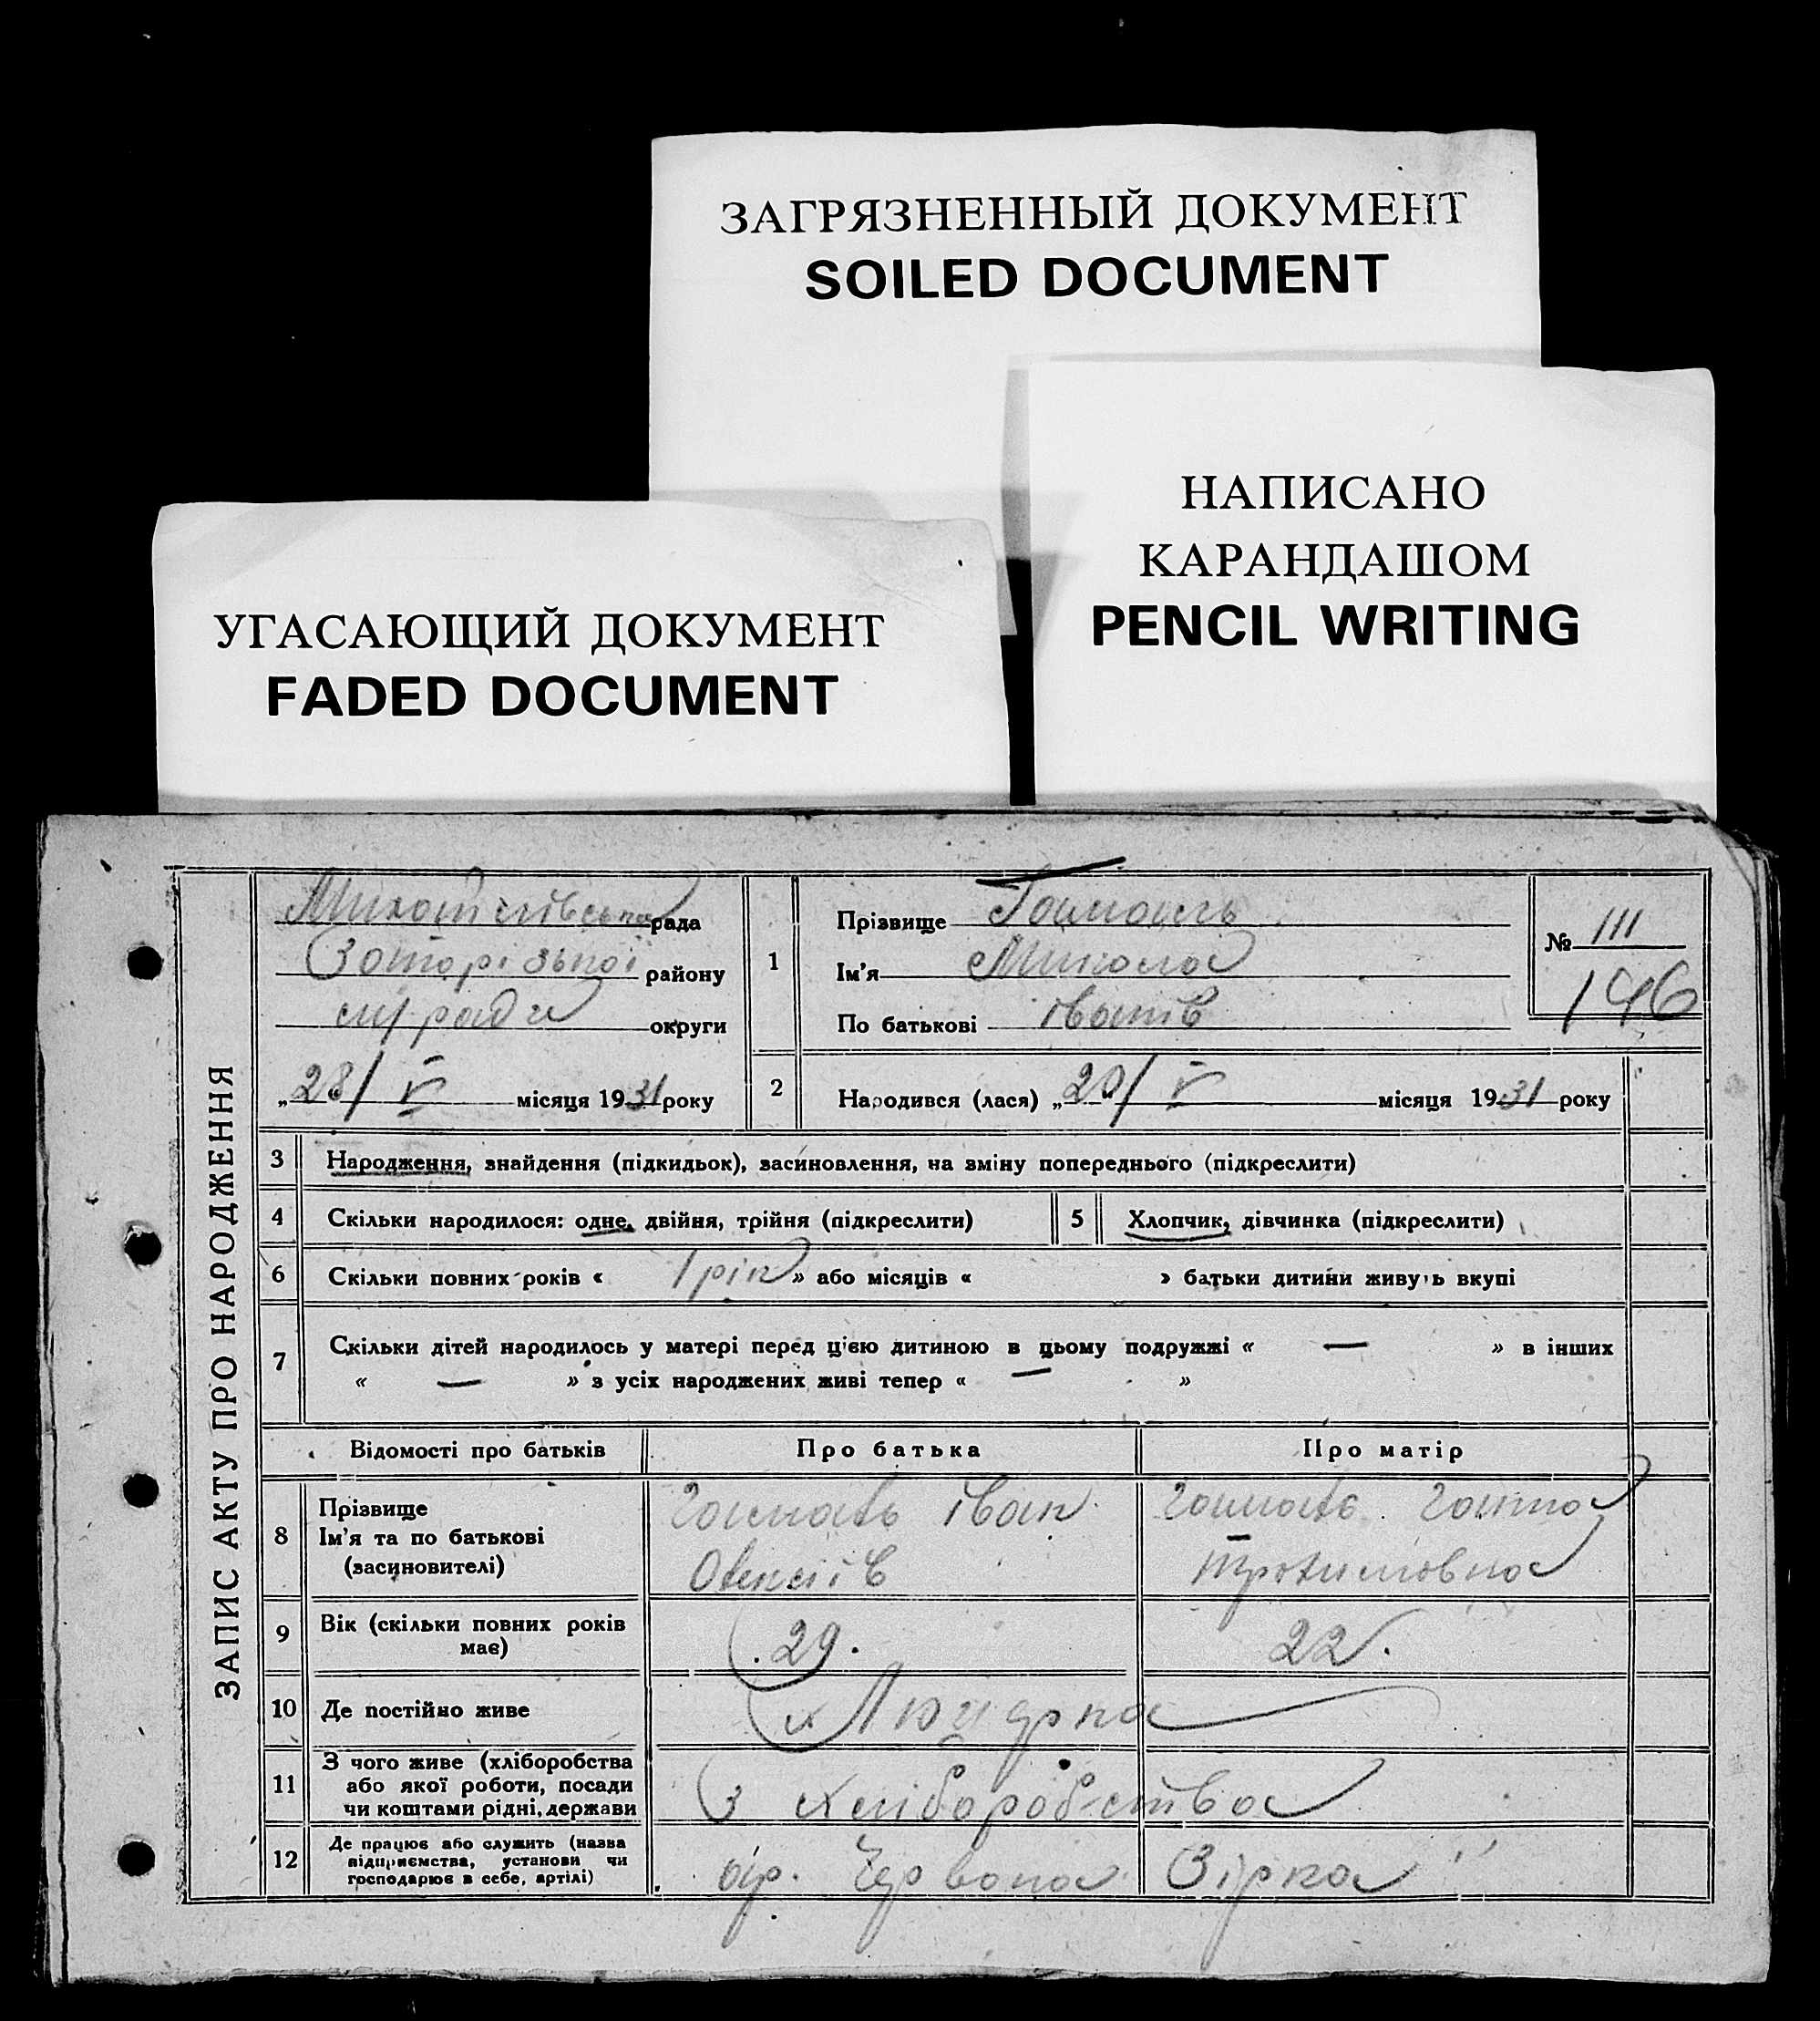 ЗАГРЯЗНЕННЫЙ ДОКУМЕНТ
SOILED DOCUMENT
НАПИСАНО
КАРАНДАШОМ
PENCIL WRITING
УГАСАЮЩИЙ ДОКУМЕНТ
FADED DOCUMENT
ЗАПИС АКТУ ПРО НАРОДЖЕННЯ
рада
району
округи
„28/V місяця 1931 року
1
Прізвище
Ім'я Микола
По батькові Іванів
№ 111
146
2
Народився (лася) „20/V місяця 1931 року
3 Народження, знайдення (підкидьок), засиновлення, на зміну попереднього (підкреслити)
4 Скільки народилося: одне, двійня, трійня (підкреслити)
5 Хлопчик, дівчинка (підкреслити)
6 Скільки повних років « 1 рік » або місяців « » батьки дитини живуть вкупі
7 Скільки дітей народилось у матері перед цією дитиною в цьому подружжі « — » в інших
« — » з усіх народжених живі тепер « — »
Відомості про батьків
Про батька
Про матір
8
Прізвище
Ім'я та по батькові
(засиновителі)
Іван
Олексіїв
Ганна
Трохимовна
9
Вік (скільки повних років
має)
29.
22.
10 Де постійно живе
х
11
З чого живе (хліборобства
або якої роботи, посади
чи коштами рідні, держави
З хліборобства
12
Де працює або служить (назва
підприємства, установи чи
господарює в себе, артілі)
ар. Червона Зірка